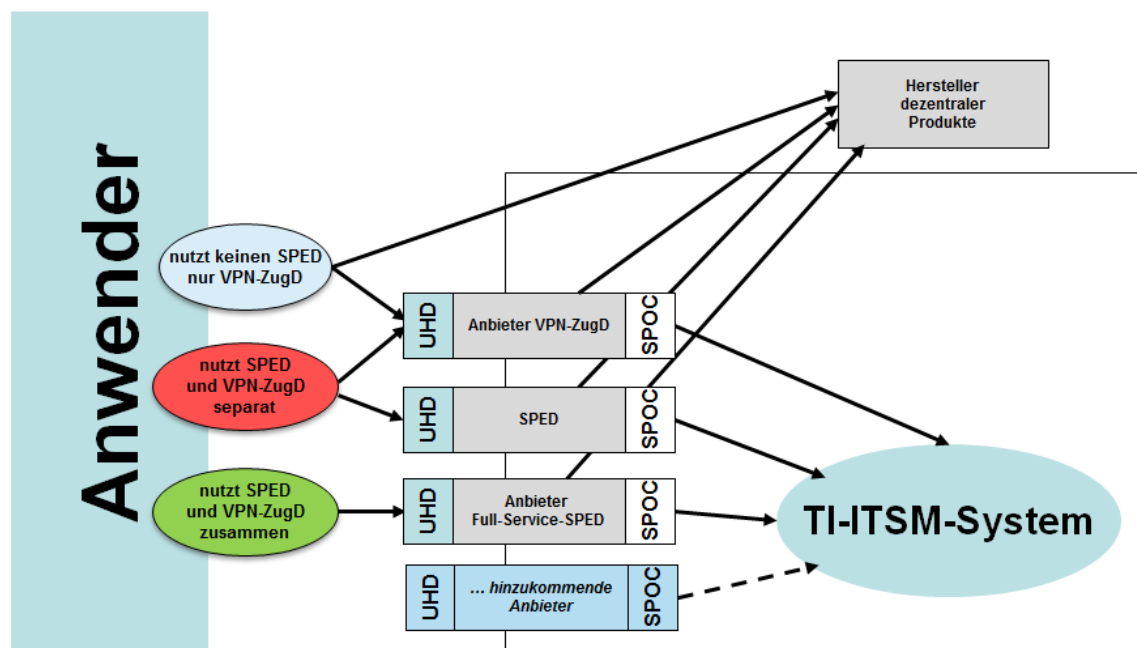 Anwender
Hersteller
dezentraler
Produkte
nutzt keinen SPED
nur VPN-ZugD
UHD
Anbieter VPN-ZugD
SPOC
nutzt SPED
und VPN-ZugD
separat
UHD
SPED
SPOC
nutzt SPED
und VPN-ZugD
zusammen
UHD
Anbieter
Full-Service-SPED
SPOC
TI-ITSM-System
UHD
... hinzukommende
Anbieter
SPOC